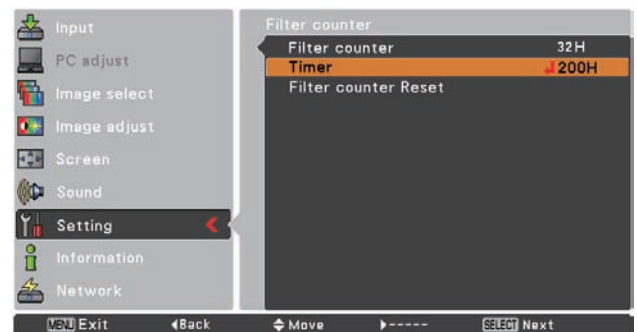 Input
PC adjust
Image select
Image adjust
Screen
Sound
Setting
Information
Network
Filter counter
Filter counter 32H
Timer 200H
Filter counter Reset
MENU Exit ◀Back Move ▶----- SELECT Next